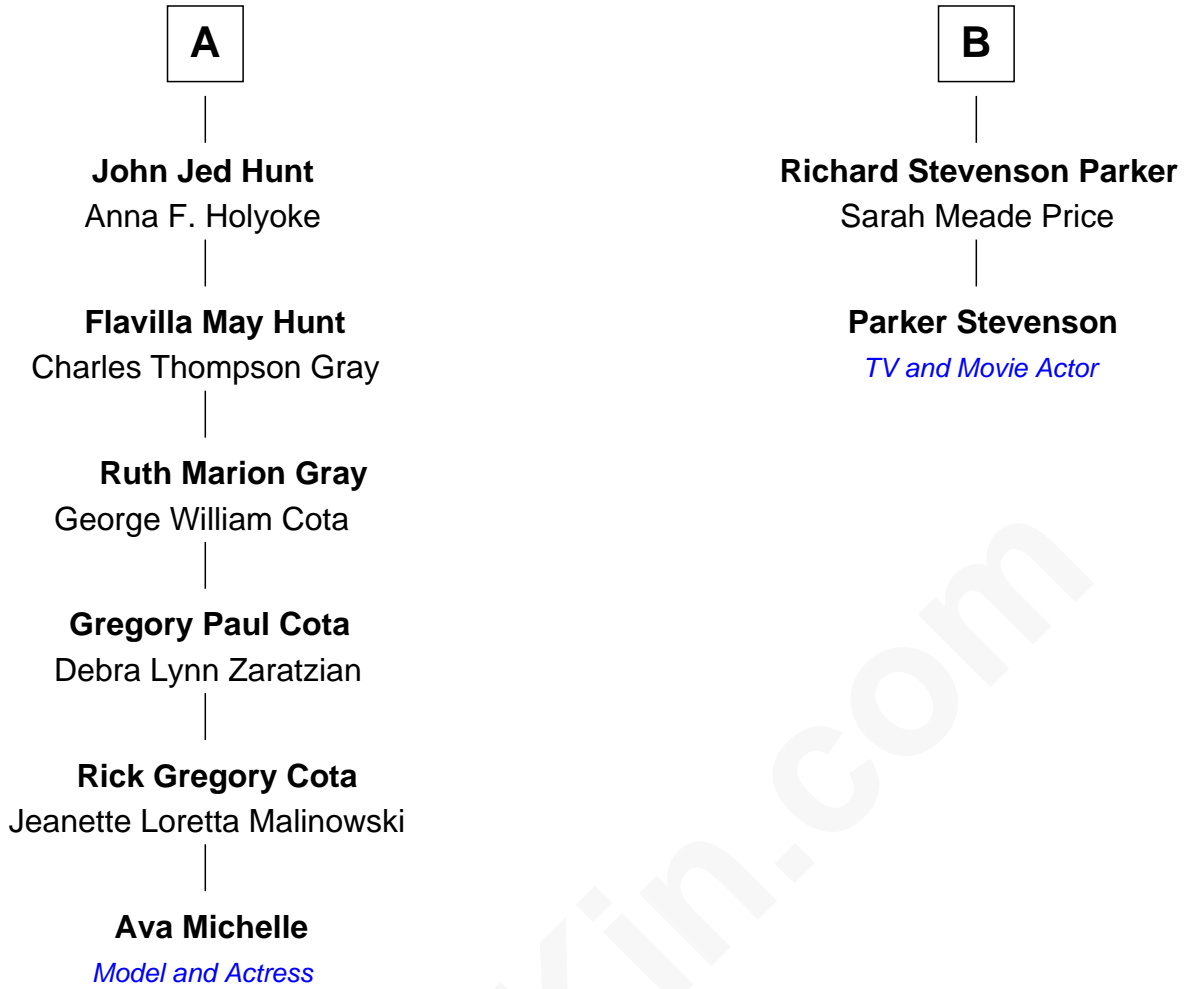 A
John Jed Hunt
Anna F. Holyoke
Flavilla May Hunt
Charles Thompson Gray
Ruth Marion Gray
George William Cota
Gregory Paul Cota
Debra Lynn Zaratzian
Rick Gregory Cota
Jeanette Loretta Malinowski
Ava Michelle
Model and Actress
B
Richard Stevenson Parker
Sarah Meade Price
Parker Stevenson
TV and Movie Actor
Kin.com